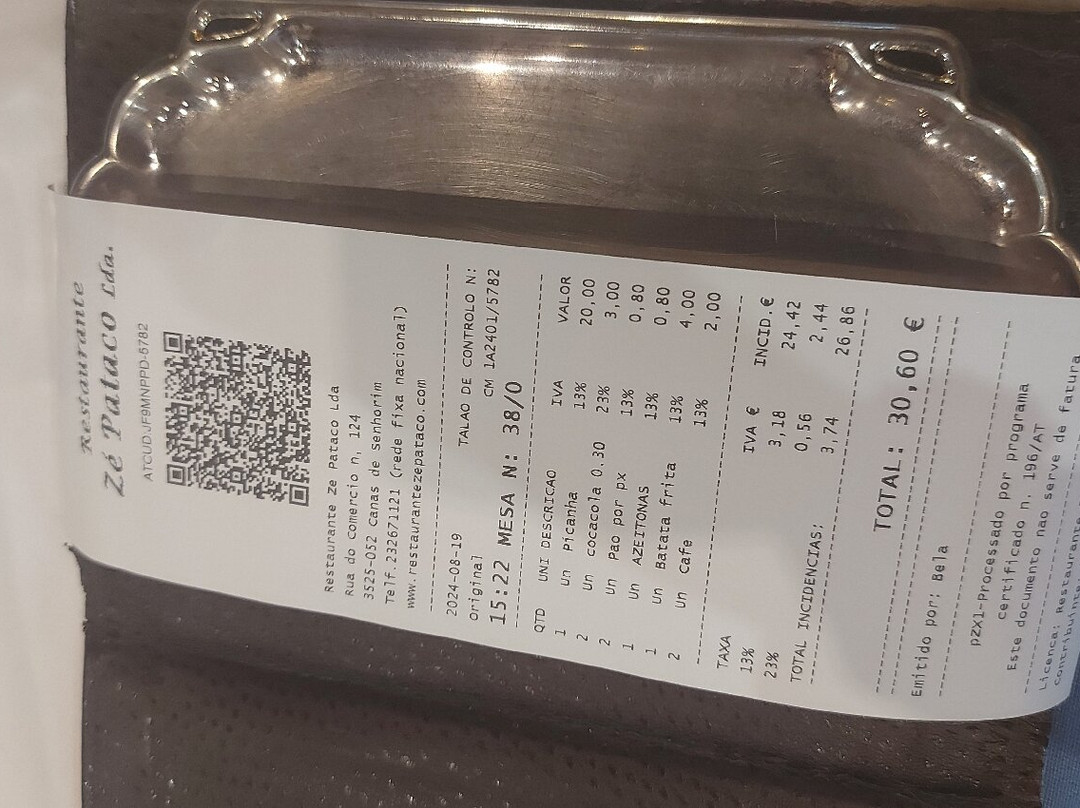 Restaurante
Zé Pataco Lda.
ATCUD:JF9MNPPD-5782
Restaurante Ze Pataco Lda
Rua do comercio n, 124
3525-052 Canas de Senhorim
Telf.232671121 (rede fixa nacional)
www.restaurantezepataco.com
2024-08-19 TALAO DE CONTROLO N:
Original CM 1A2401/5782
15:22 MESA N: 38/0
QTD UNI DESCRICAO IVA VALOR
1 Un Picanha 13% 20,00
2 Un cocacola 0.30 23% 3,00
2 Un Pao por px 13% 0,80
1 Un AZEITONAS 13% 0,80
1 Un Batata frita 13% 4,00
2 Un Cafe 13% 2,00
TAXA IVA € INCID.€
13% 3,18 24,42
23% 0,56 2,44
TOTAL INCIDENCIAS: 3,74 26,86
TOTAL: 30,60 €
Emitido por: Bela
pzx1-Processado por programa
certificado n. 196/AT
Este documento nao serve de fatura
Licenca: Restaurante
contribuinte